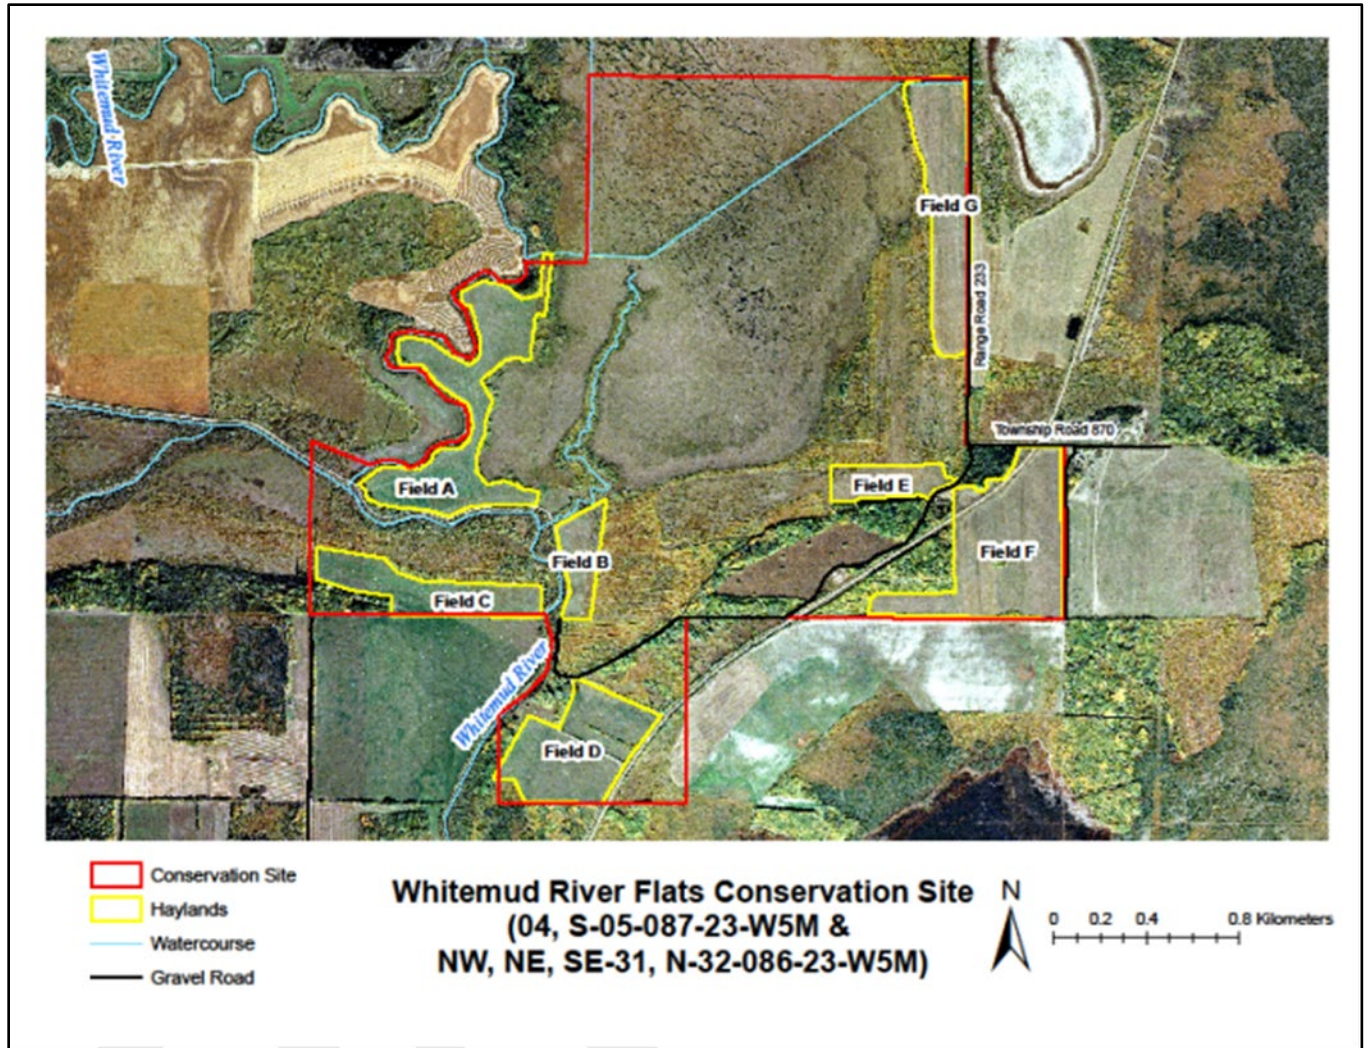 Whitemud River
Field G
Range Road 233
Township Road 870
Field A
Field E
Field B
Field F
Field C
Whitemud River
Field D
Conservation Site
Haylands
Watercourse
Gravel Road
Whitemud River Flats Conservation Site
(04, S-05-087-23-W5M &
NW, NE, SE-31, N-32-086-23-W5M)
N
0 0.2 0.4 0.8 Kilometers